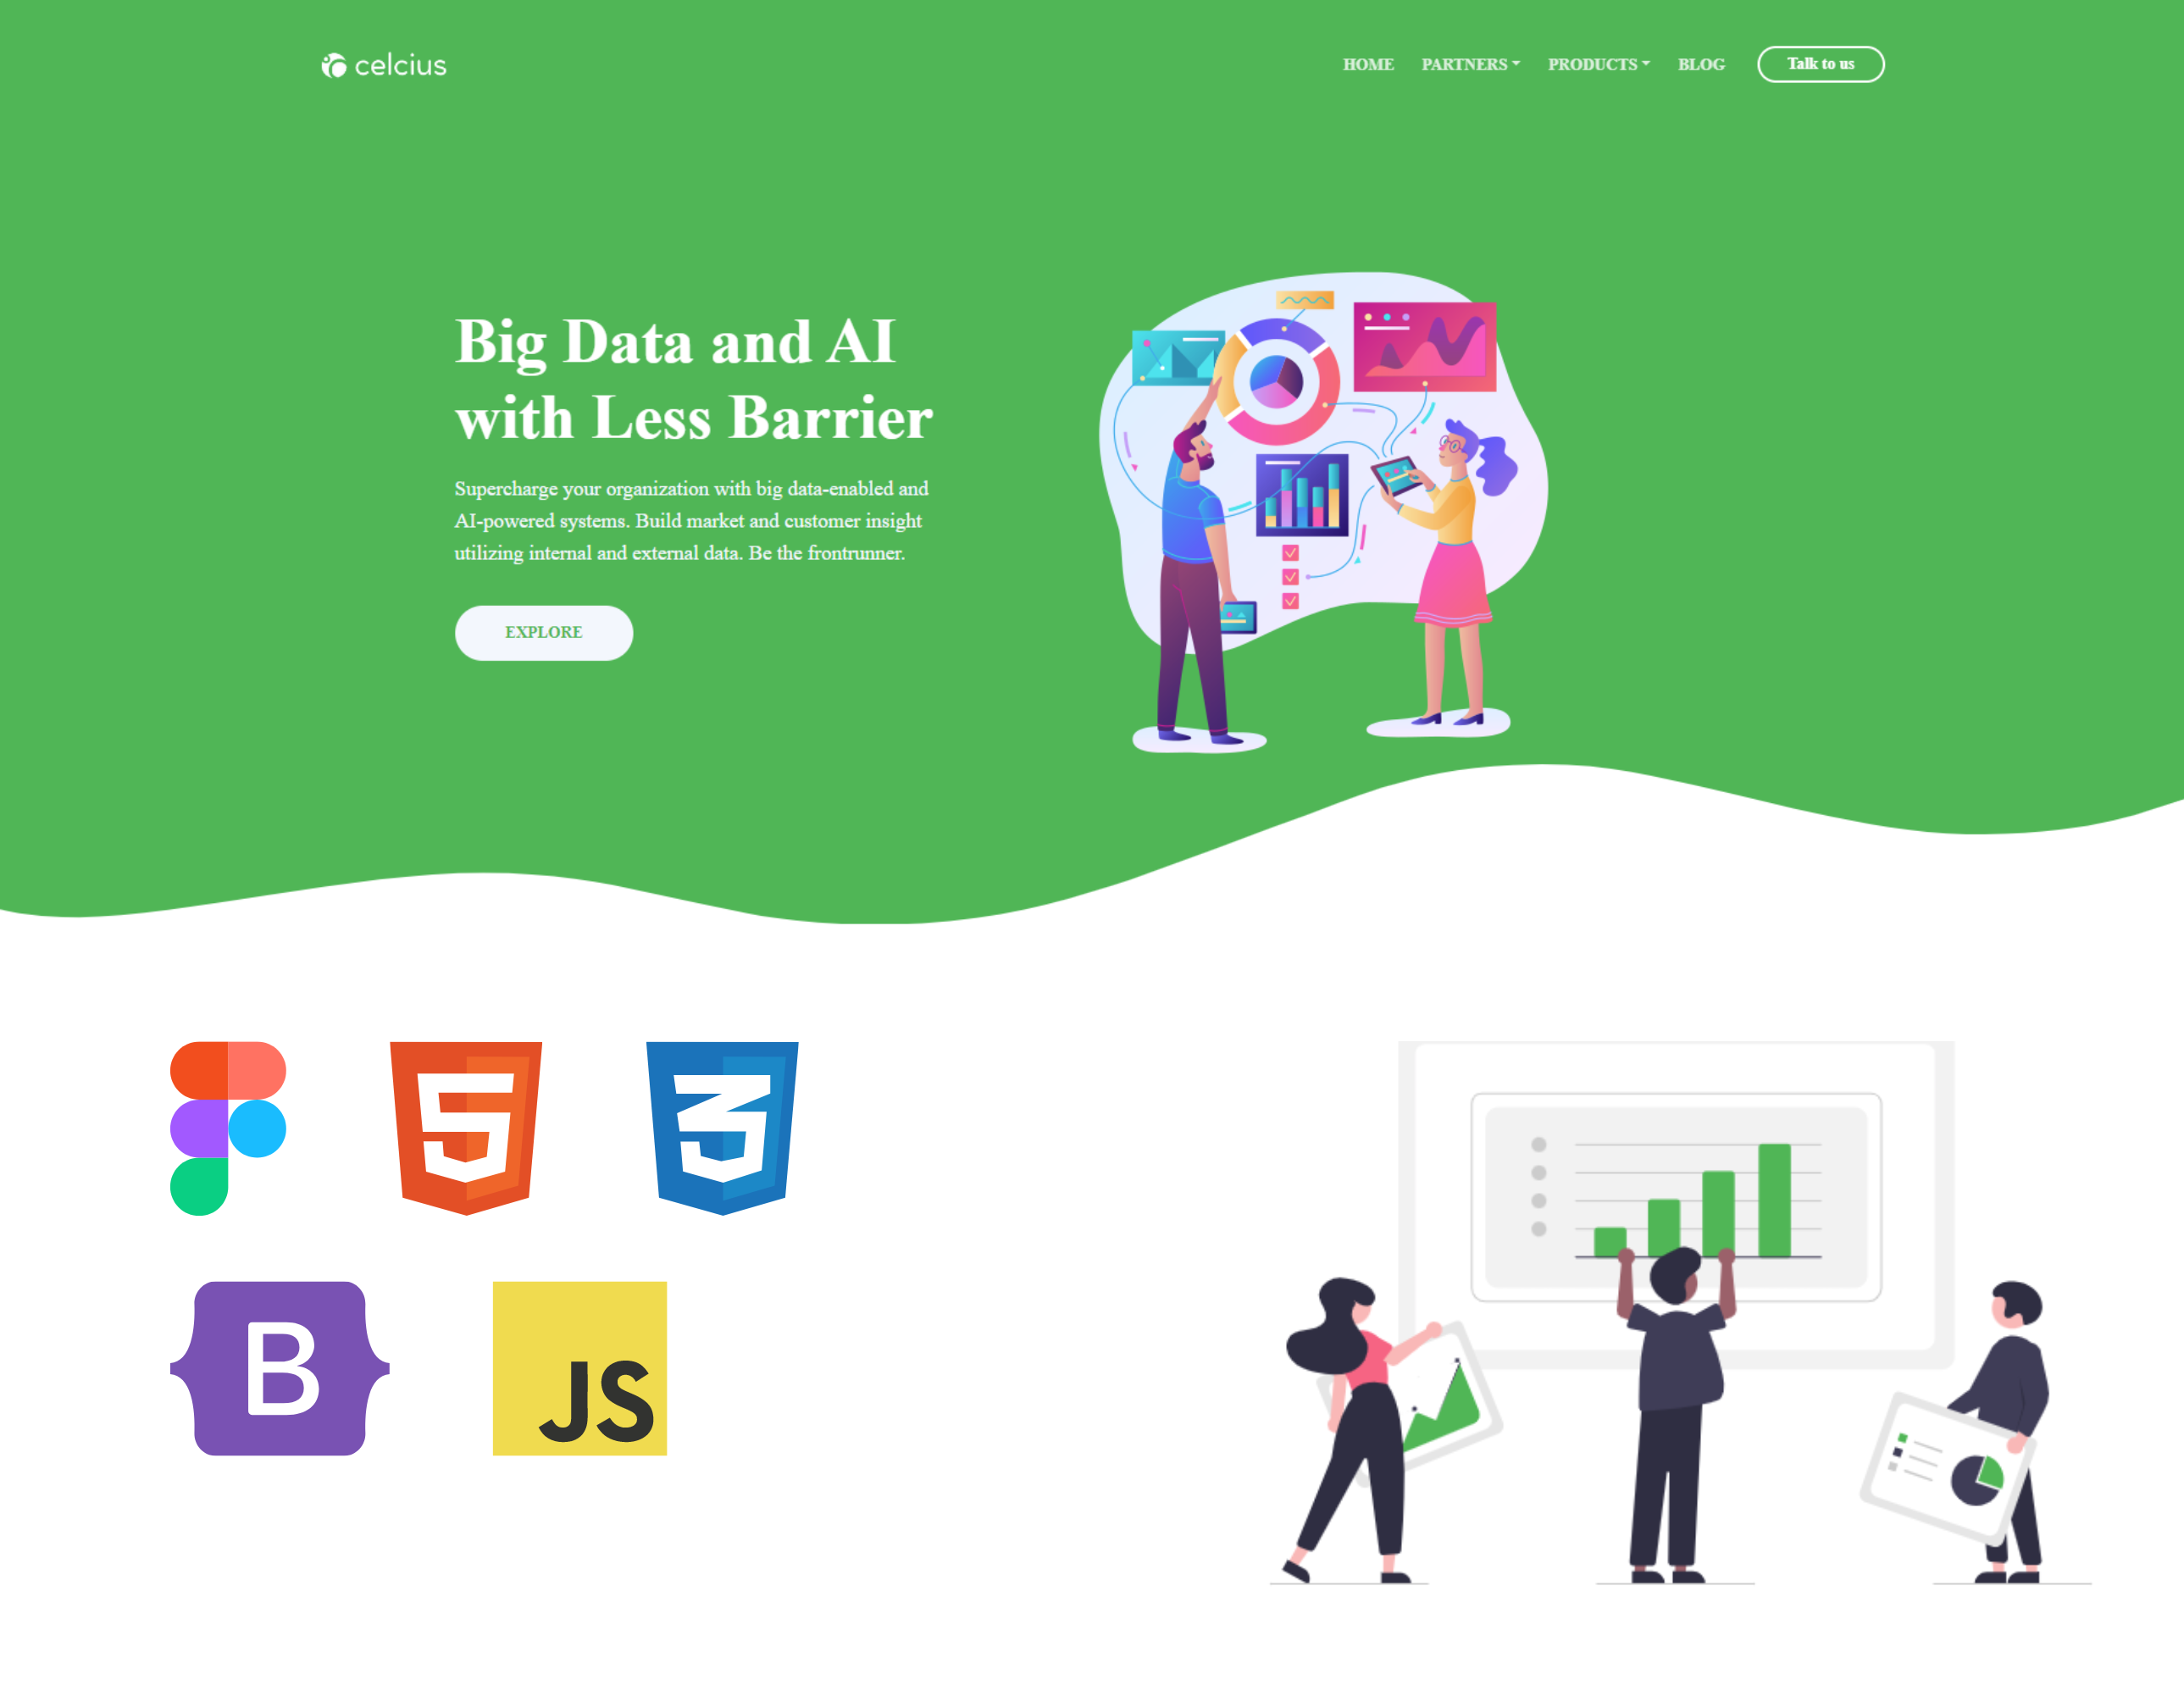 celcius
HOME PARTNERS PRODUCTS BLOG Talk to us
Big Data and AI
with Less Barrier
Supercharge your organization with big data-enabled and
AI-powered systems. Build market and customer insight
utilizing internal and external data. Be the frontrunner.
EXPLORE
5 3
B JS